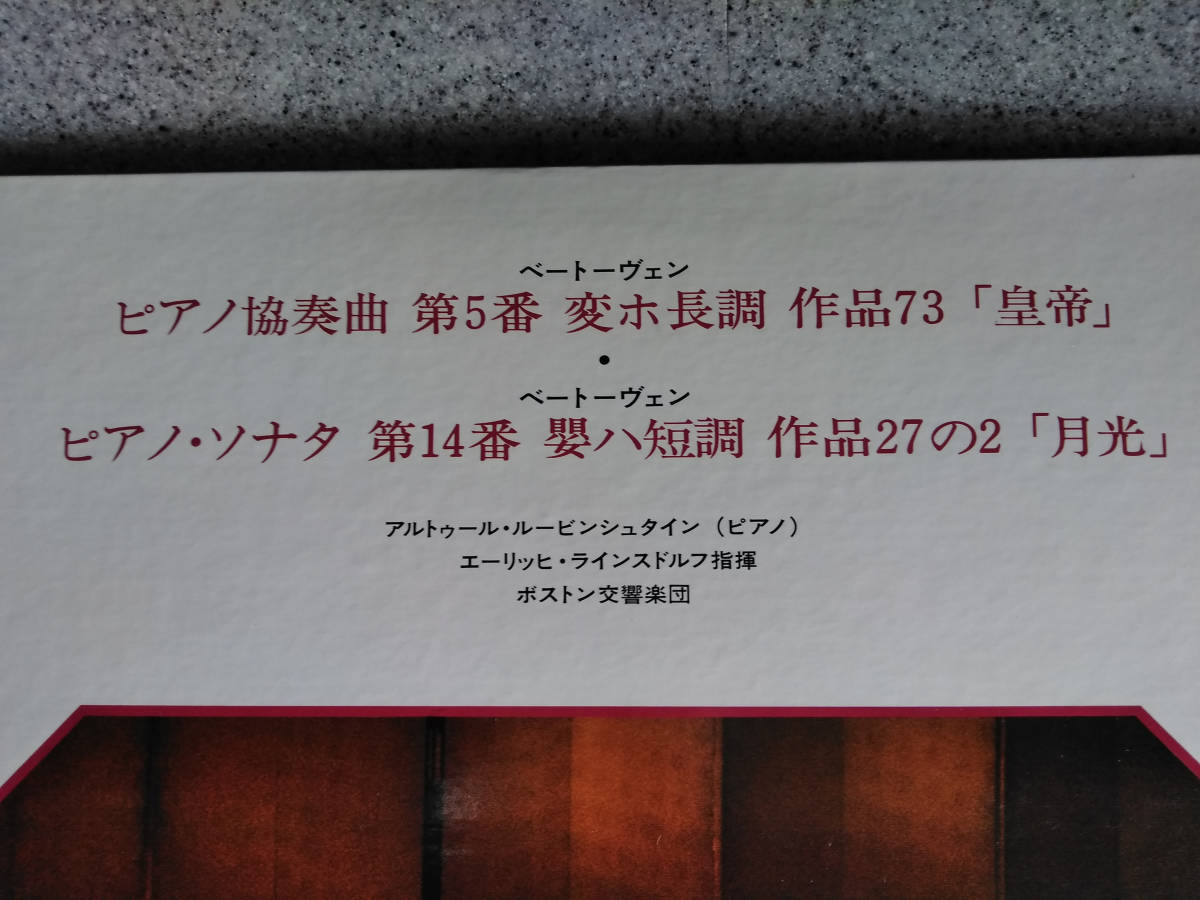 ベートーヴェン
ピアノ協奏曲 第5番 変ホ長調 作品73「皇帝」
•
ベートーヴェン
ピアノ・ソナタ 第14番 嬰ハ短調 作品27の2「月光」
アルトゥール・ルービンシュタイン（ピアノ）
エーリッヒ・ラインスドルフ指揮
ボストン交響楽団